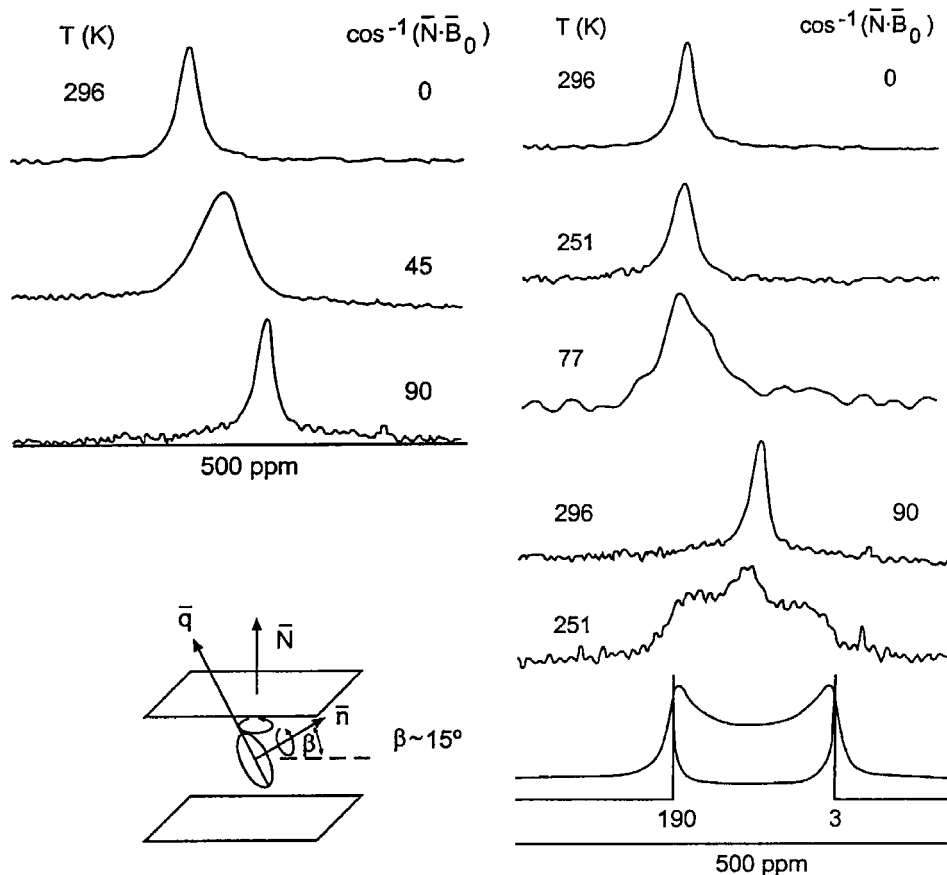 T (K) cos⁻¹(N̄·B̄₀)
296 0
45
90
500 ppm
q̄
N̄
n̄
β
β~15º
T (K) cos⁻¹(N̄·B̄₀)
296 0
251
77
296 90
251
190 3
500 ppm